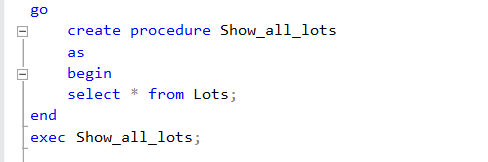 go
create procedure Show_all_lots
as
begin
select * from Lots;
end
exec Show_all_lots;